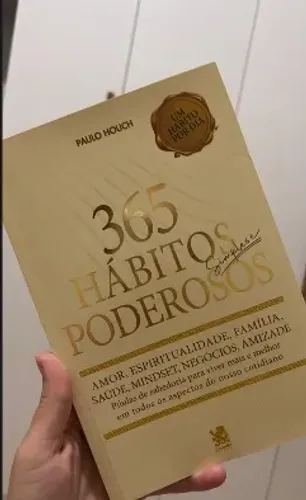 PAULO HOUCH
UM
HÁBITO
POR DIA
365
HÁBITOS
Simples e
PODEROSOS
AMOR, ESPIRITUALIDADE, FAMÍLIA,
SAÚDE, MINDSET, NEGÓCIOS, AMIZADE
Pílulas de sabedoria para viver mais e melhor
em todos os aspectos do nosso cotidiano